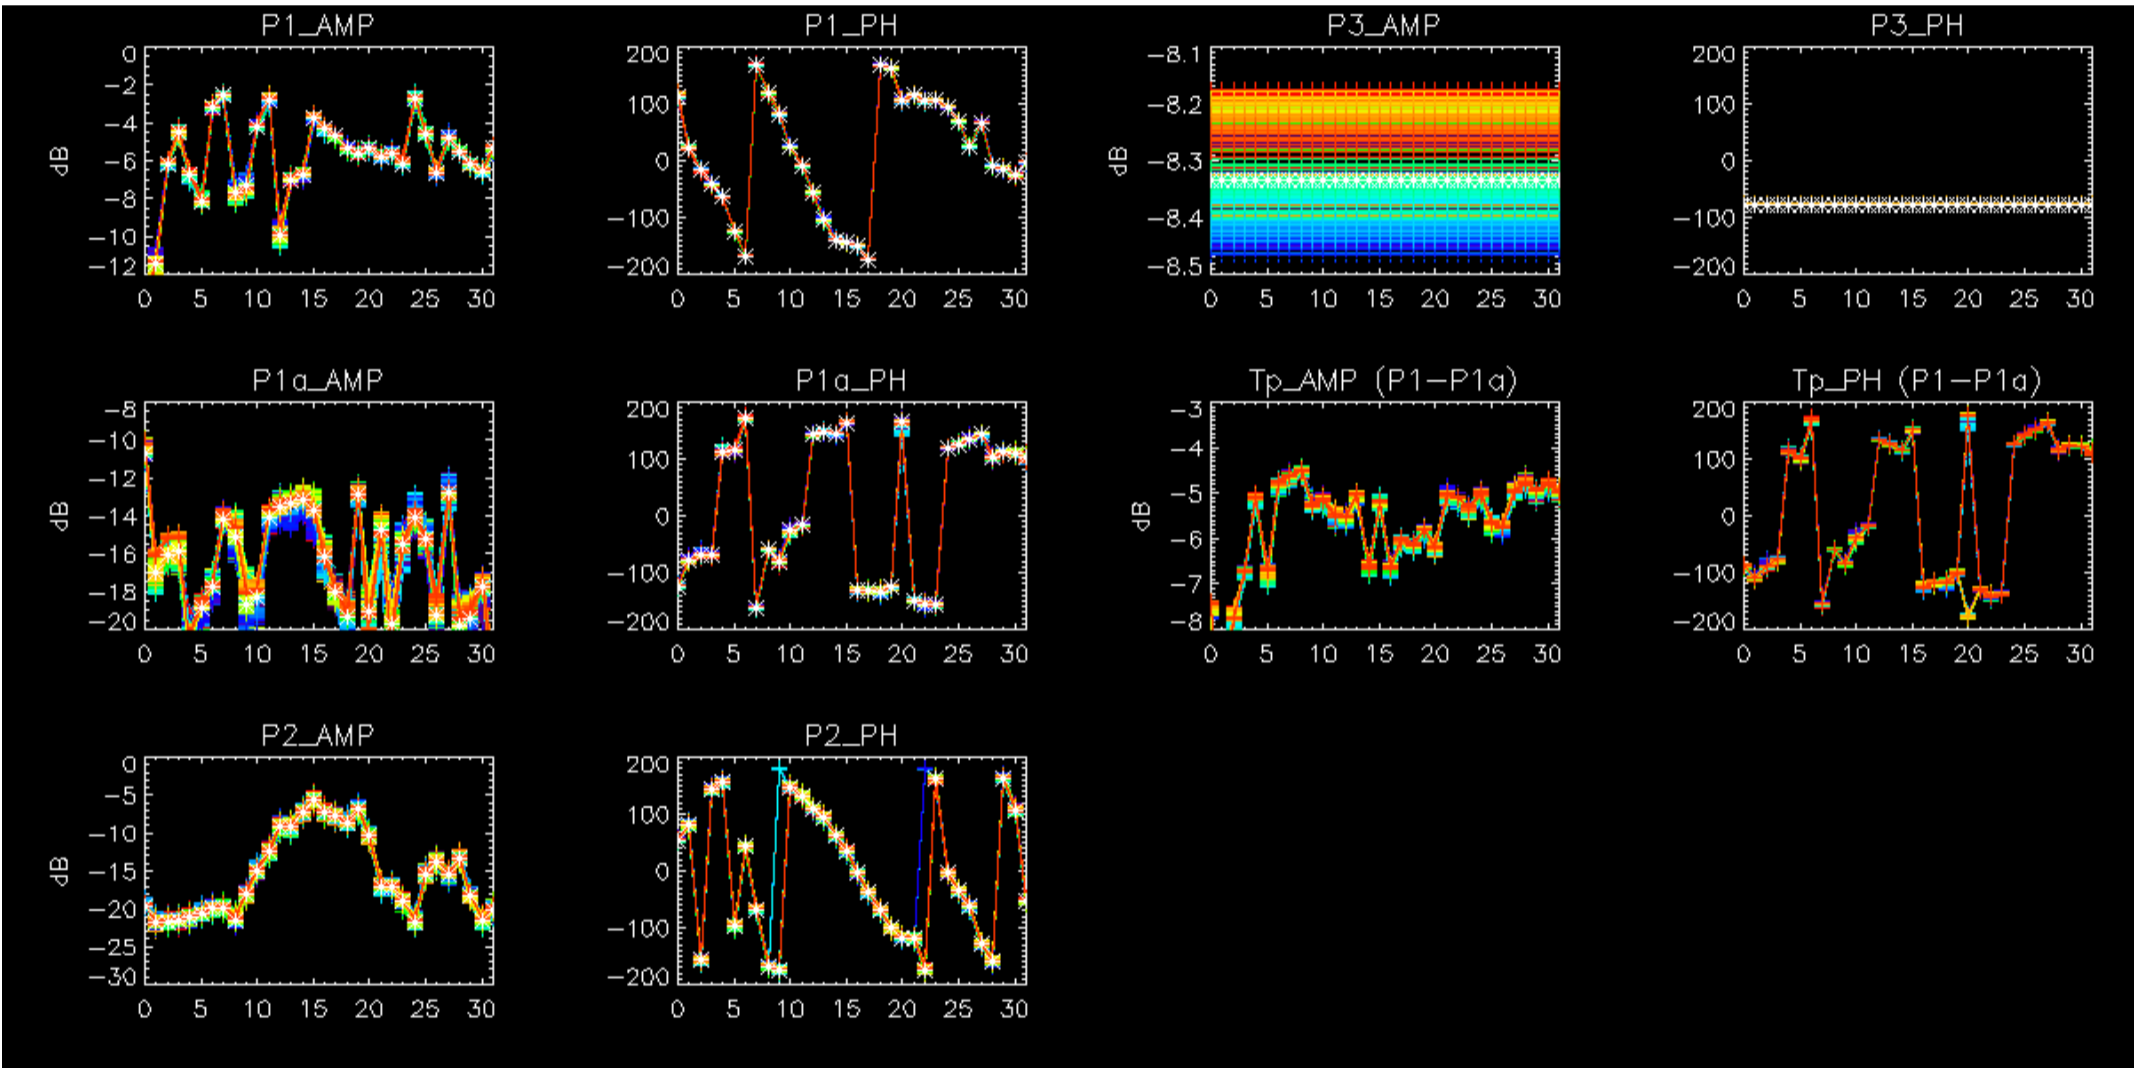 P1_AMP
P1_PH
P3_AMP
P3_PH
dB
0
-2
-4
-6
-8
-10
-12
0 5 10 15 20 25 30
200
100
0
-100
-200
0 5 10 15 20 25 30
dB
-8.1
-8.2
-8.3
-8.4
-8.5
0 5 10 15 20 25 30
200
100
0
-100
-200
0 5 10 15 20 25 30
P1a_AMP
P1a_PH
Tp_AMP (P1-P1a)
Tp_PH (P1-P1a)
dB
-8
-10
-12
-14
-16
-18
-20
0 5 10 15 20 25 30
200
100
0
-100
-200
0 5 10 15 20 25 30
dB
-3
-4
-5
-6
-7
-8
0 5 10 15 20 25 30
200
100
0
-100
-200
0 5 10 15 20 25 30
P2_AMP
P2_PH
dB
0
-5
-10
-15
-20
-25
-30
0 5 10 15 20 25 30
200
100
0
-100
-200
0 5 10 15 20 25 30